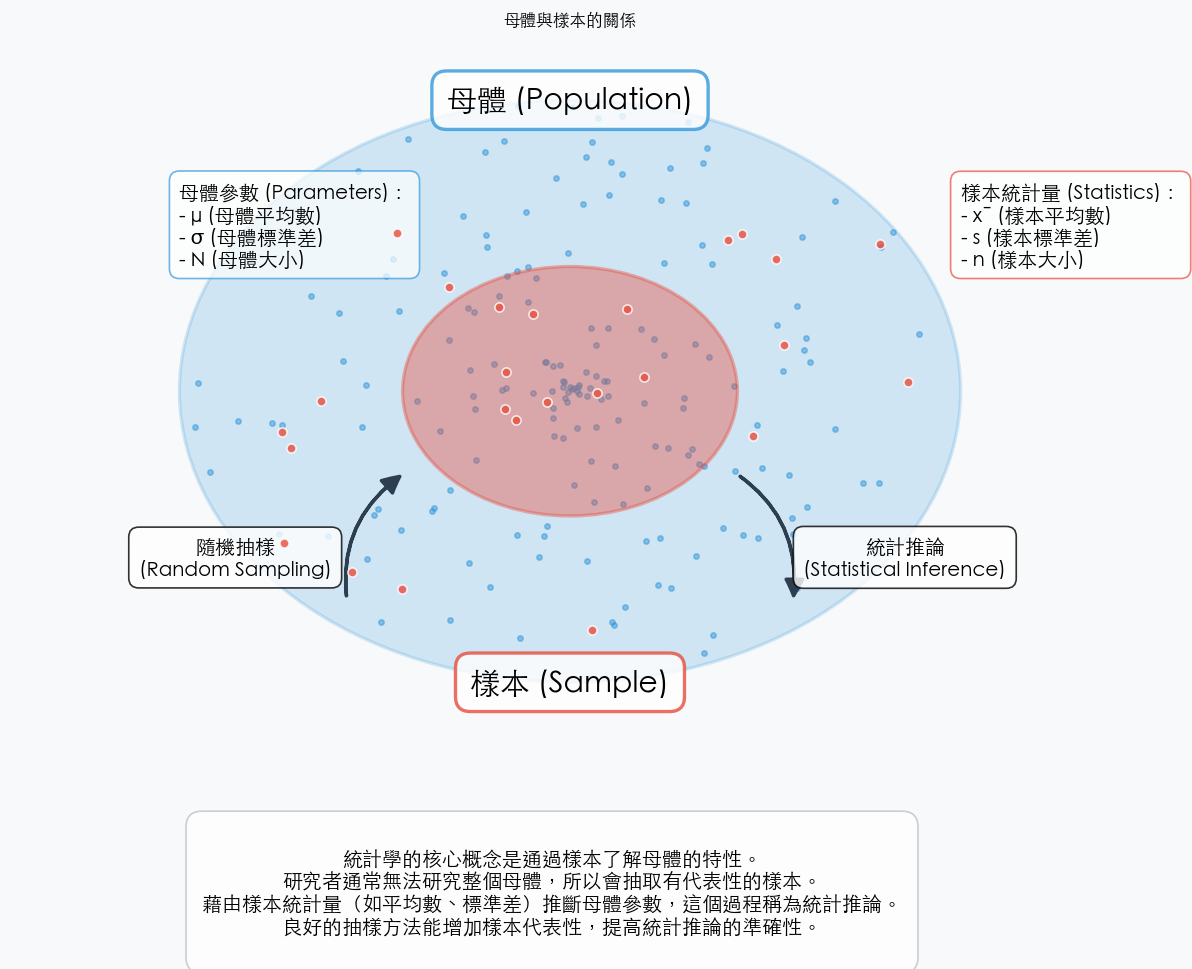 母體與樣本的關係
母體 (Population)
母體參數 (Parameters)：
- μ (母體平均數)
- σ (母體標準差)
- N (母體大小)
樣本統計量 (Statistics)：
- x¯ (樣本平均數)
- s (樣本標準差)
- n (樣本大小)
隨機抽樣
(Random Sampling)
統計推論
(Statistical Inference)
樣本 (Sample)
統計學的核心概念是通過樣本了解母體的特性。
研究者通常無法研究整個母體，所以會抽取有代表性的樣本。
藉由樣本統計量（如平均數、標準差）推斷母體參數，這個過程稱為統計推論。
良好的抽樣方法能增加樣本代表性，提高統計推論的準確性。